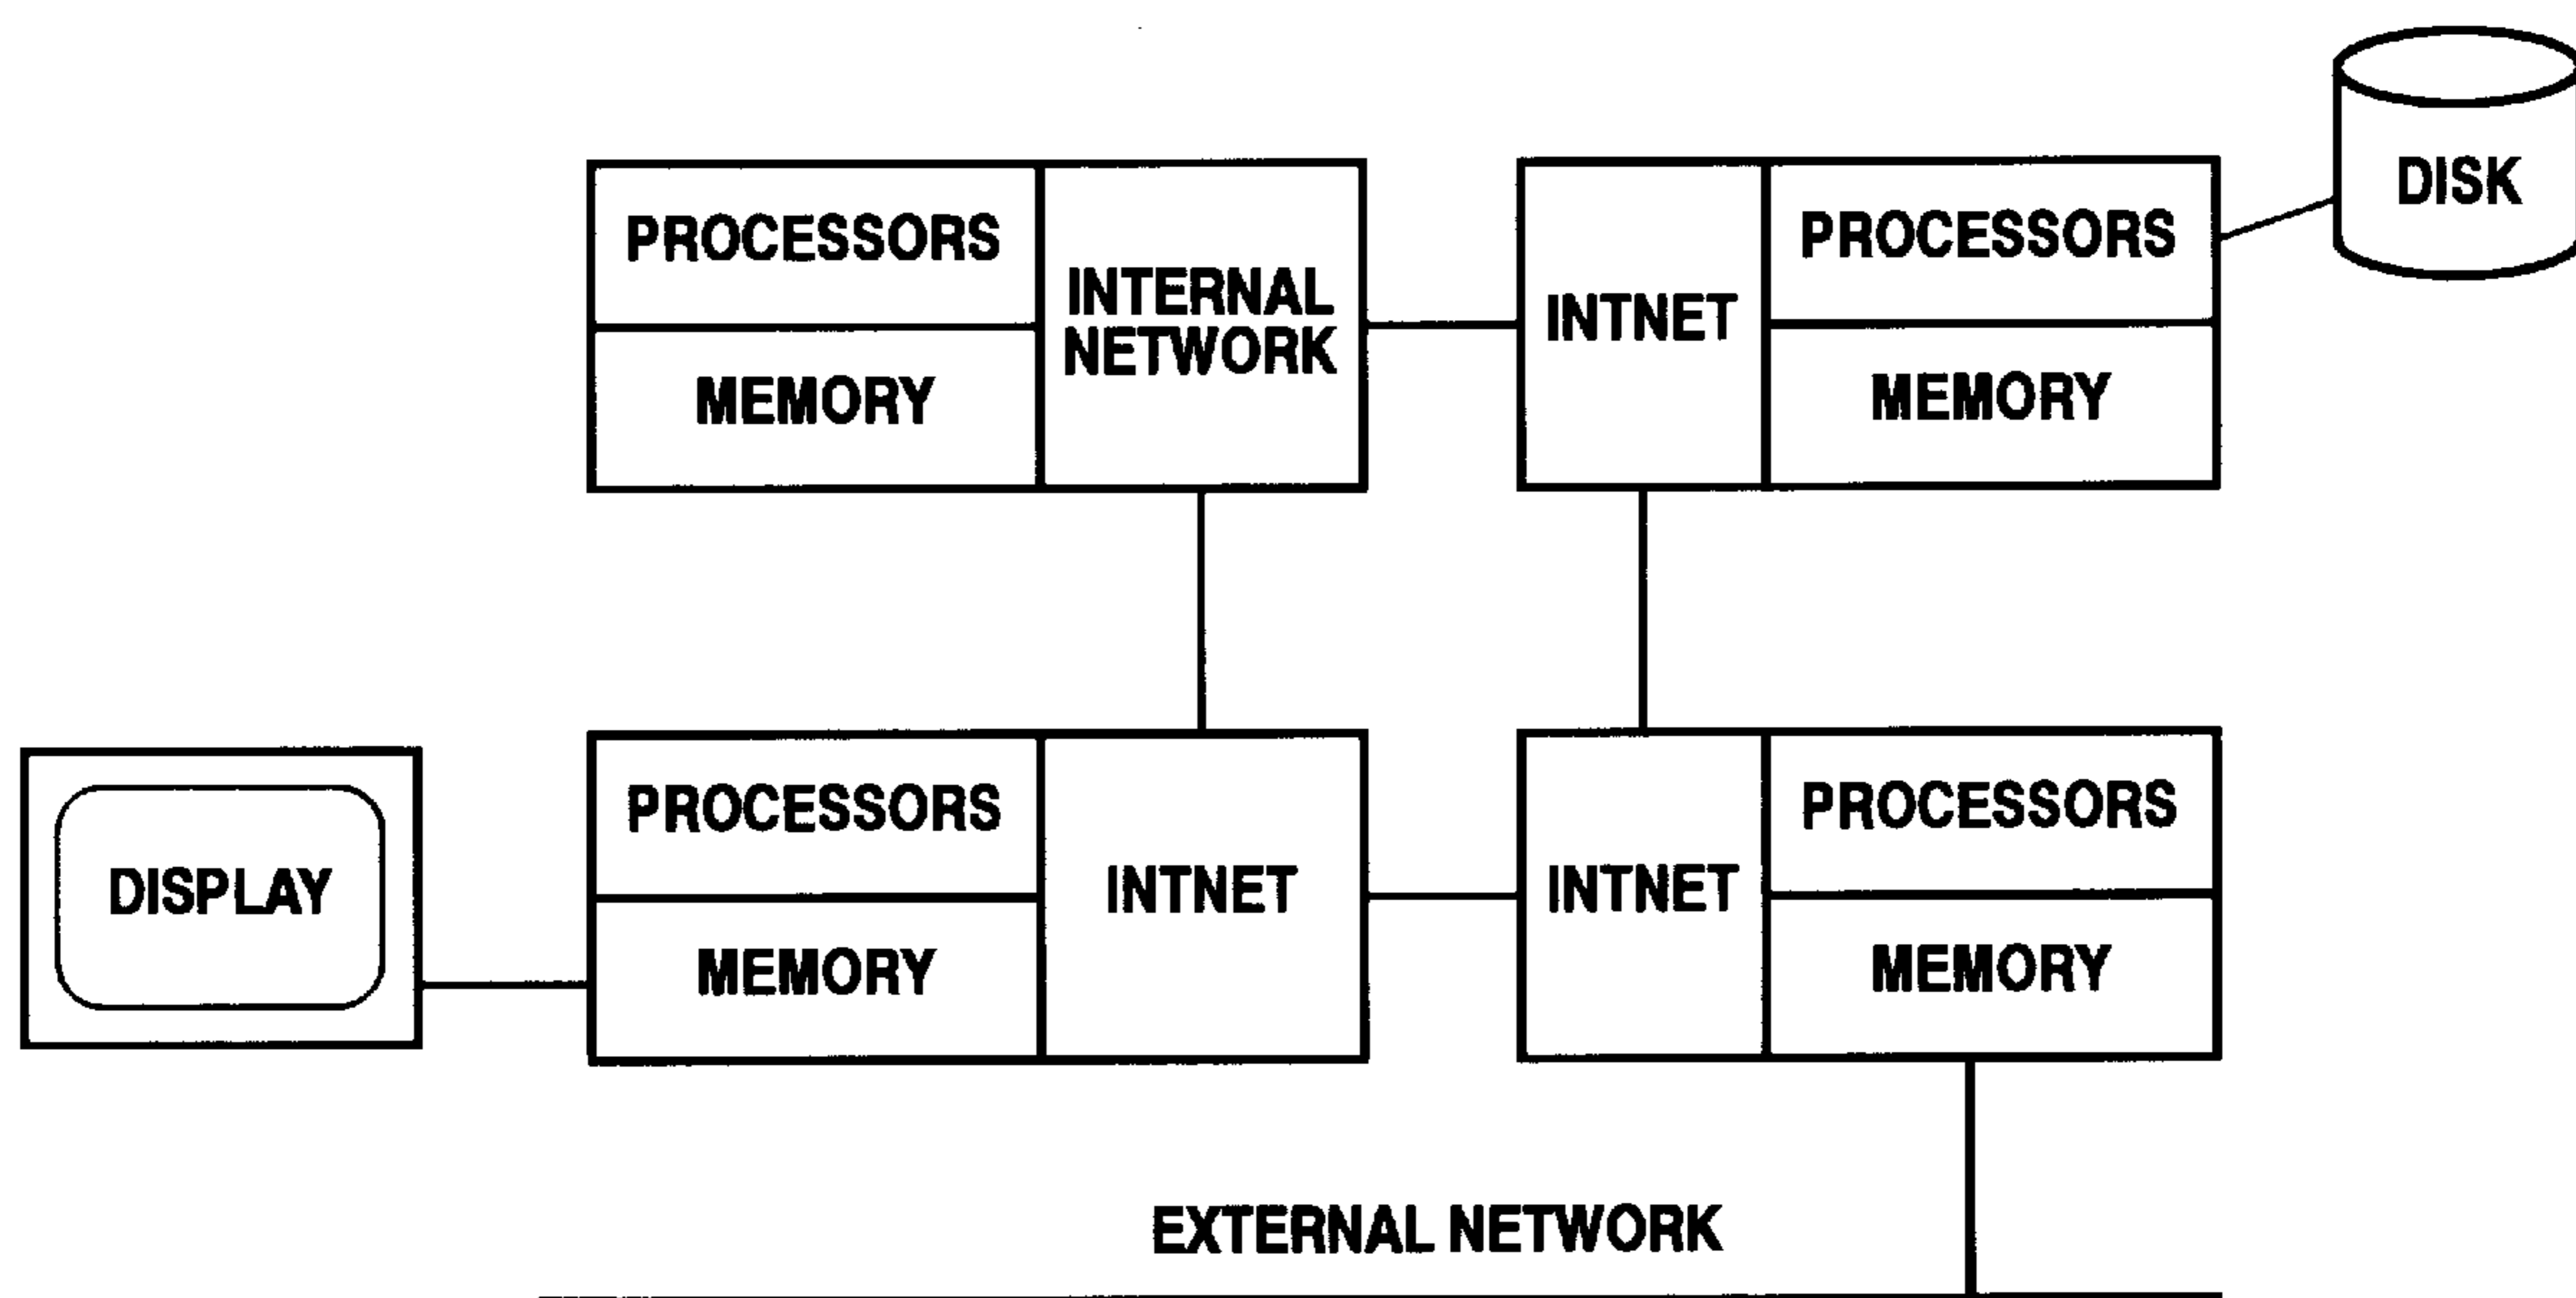 DISK
PROCESSORS
MEMORY
INTERNAL
NETWORK
INTNET
PROCESSORS
MEMORY
DISPLAY
PROCESSORS
MEMORY
INTNET
INTNET
PROCESSORS
MEMORY
EXTERNAL NETWORK